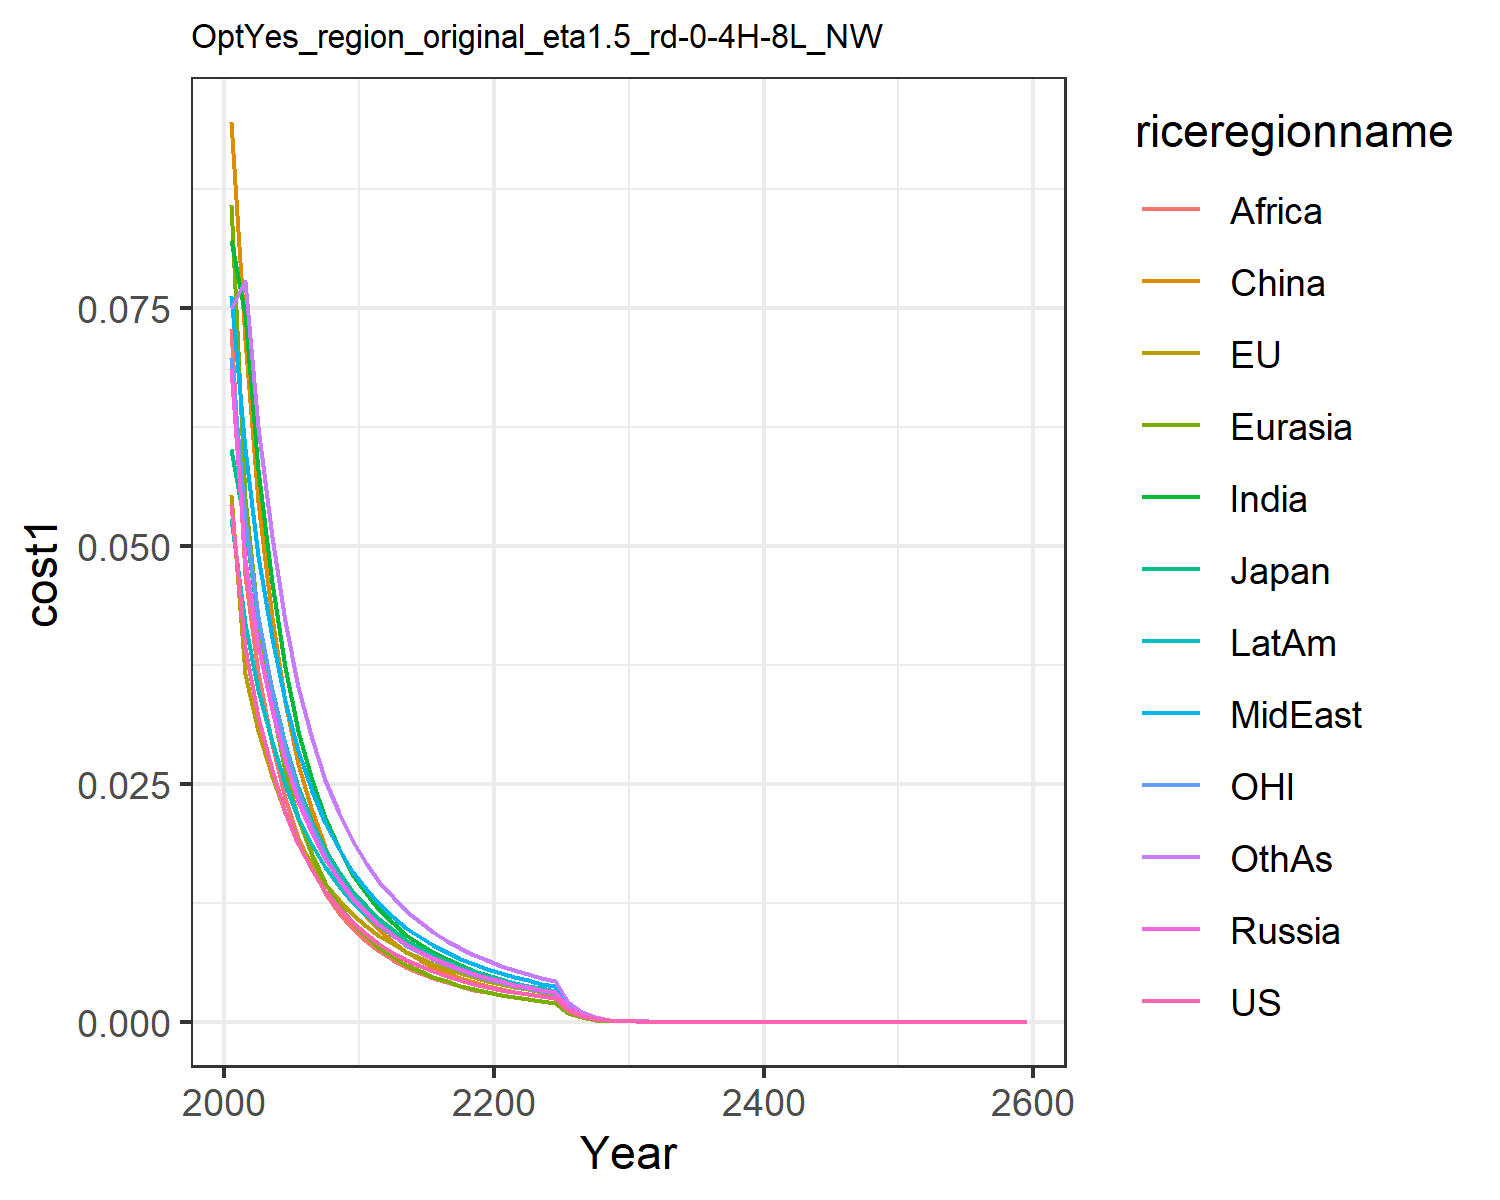 OptYes_region_original_eta1.5_rd-0-4H-8L_NW
riceregionname
Africa
China
EU
Eurasia
India
Japan
LatAm
MidEast
OHI
OthAs
Russia
US
cost1
0.075
0.050
0.025
0.000
2000 2200 2400 2600
Year